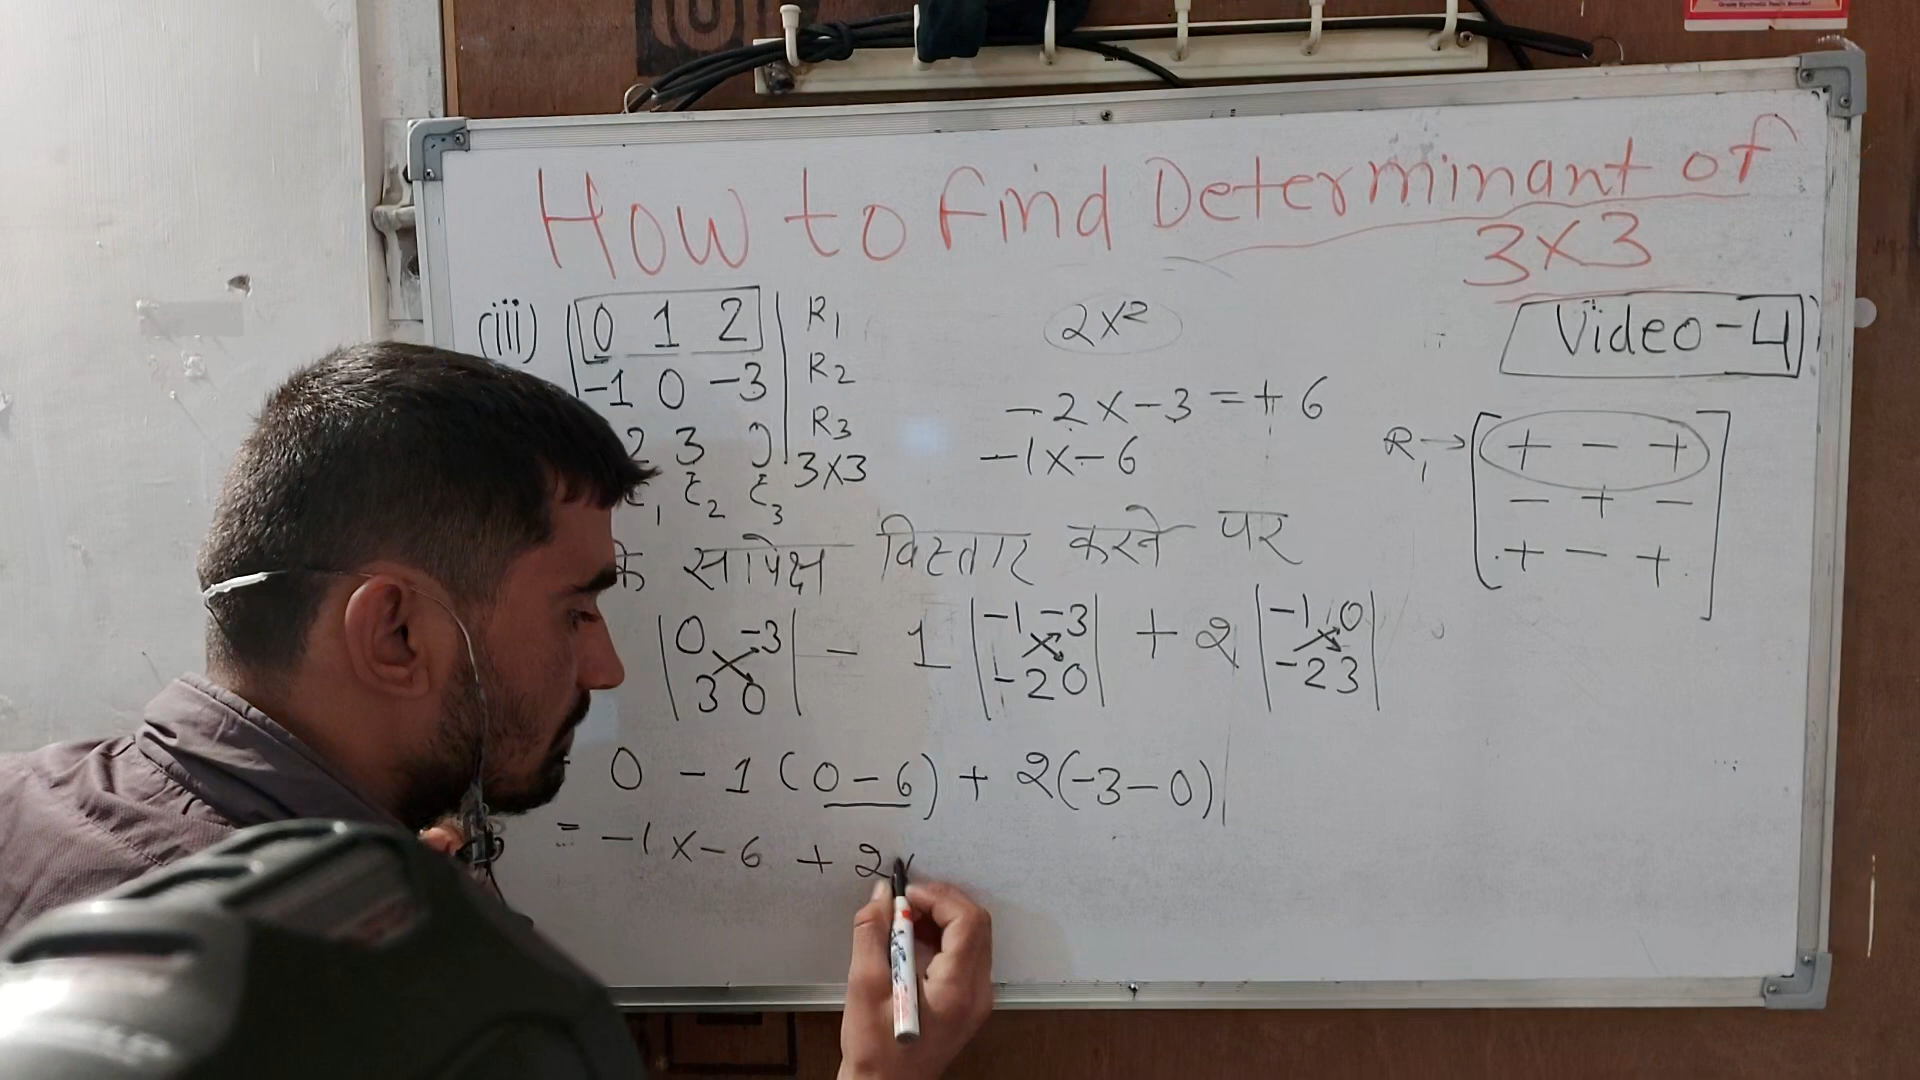 How to Find Determinant of
3×3
(iii) | 0 1 2 | R1
-1 0 -3 R2
2 3 0 R3
3×3
C1 C2 C3
2×2
-2×-3=+6
-1×-6
Video-4
R1→ [ + - +
- + -
+ - + ]
के सापेक्ष विस्तार करने पर
| 0 -3 | - 1 | -1 -3 | + 2 | -1 0 |
| 3 0 | | -2 0 | | -2 3 |
0 - 1 (0-6) + 2(-3-0)
= -1×-6 + 2